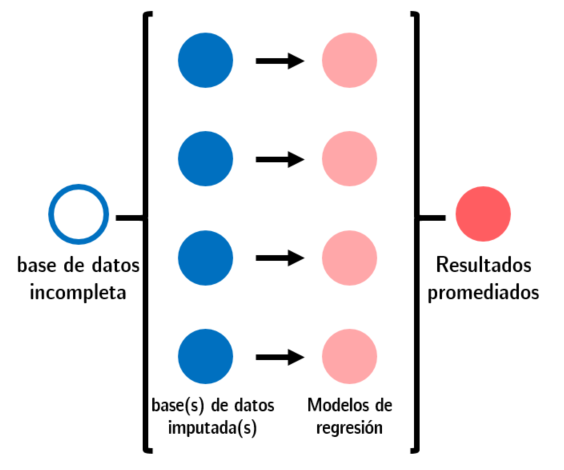 base de datos
incompleta
base(s) de datos
imputada(s)
Modelos de
regresión
Resultados
promediados